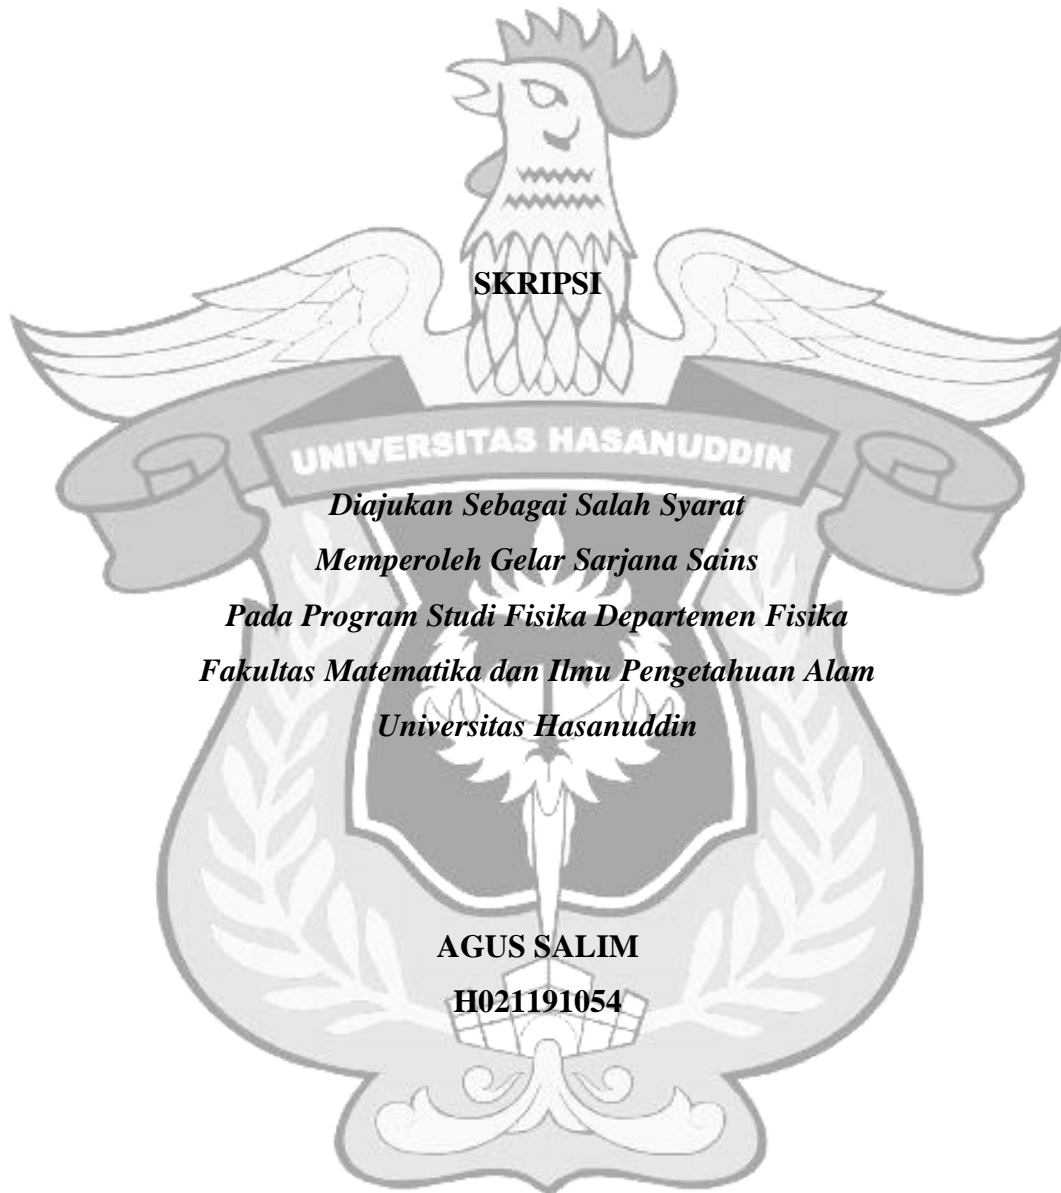 SKRIPSI
UNIVERSITAS HASANUDDIN
Diajukan Sebagai Salah Syarat
Memperoleh Gelar Sarjana Sains
Pada Program Studi Fisika Departemen Fisika
Fakultas Matematika dan Ilmu Pengetahuan Alam
Universitas Hasanuddin
AGUS SALIM
H021191054